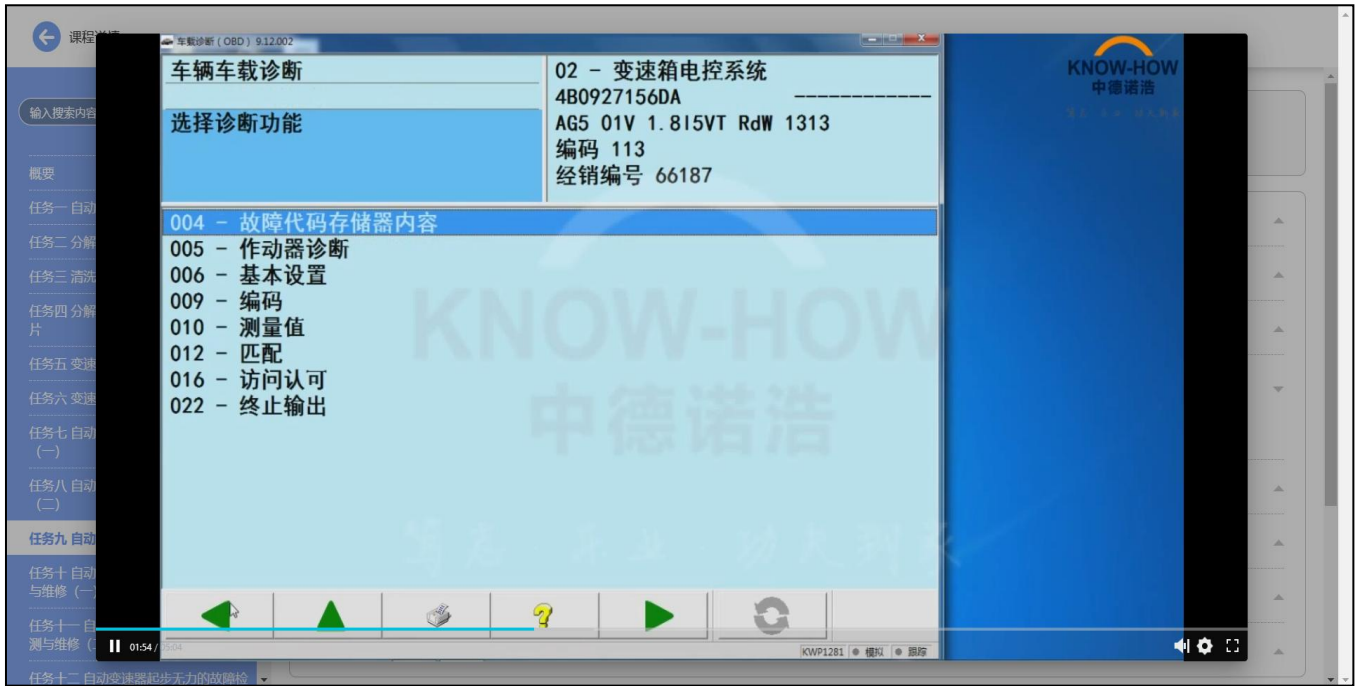 课程
车载诊断 ( OBD ) 9.12.002
车辆车载诊断
选择诊断功能
02 - 变速箱电控系统
4B0927156DA ------------
AG5 01V 1.8l5VT RdW 1313
编码 113
经销编号 66187
KNOW-HOW
中德诺浩
输入搜索内容
概要
任务一 自动
任务二 分解
任务三 清洗
任务四 分解
片
任务五 变速
任务六 变速
任务七 自动
（一）
任务八 自动
（二）
任务九 自动
任务十 自动
与维修（一
任务十一 自
测与维修（
任务十二 自动变速器起步无力的故障检
004 - 故障代码存储器内容
005 - 作动器诊断
006 - 基本设置
009 - 编码
010 - 测量值
012 - 匹配
016 - 访问认可
022 - 终止输出
KNOW-HOW
中德诺浩
01:54 /
KWP1281 模拟 跟踪